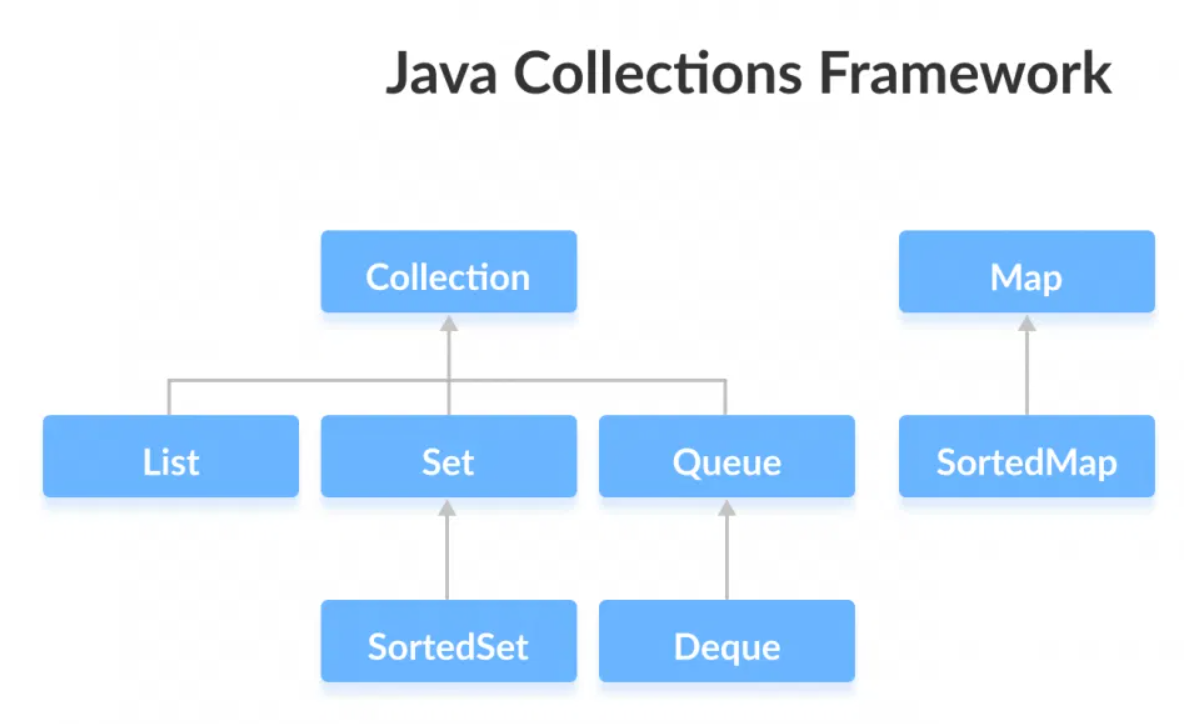 Java Collections Framework
Collection
Map
List
Set
Queue
SortedMap
SortedSet
Deque